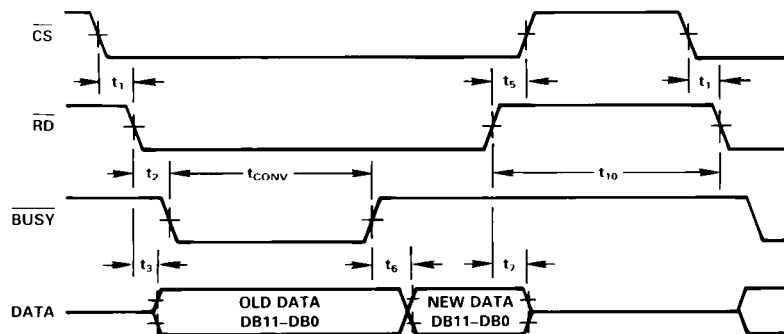 CS
t1 t5 t1
RD
t2 tCONV t10
BUSY
t3 t6 t7
DATA OLD DATA DB11–DB0 NEW DATA DB11–DB0